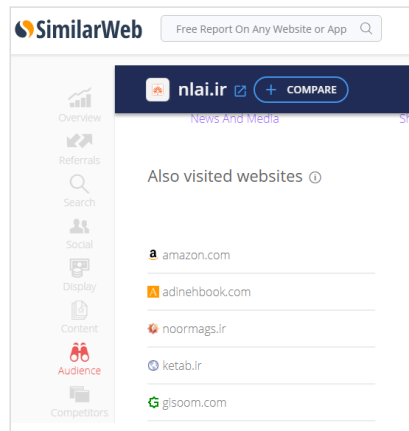 SimilarWeb
Free Report On Any Website or App
nlai.ir
+ COMPARE
Overview
Referrals
Search
Social
Display
Content
Audience
Competitors
News And Media
Also visited websites
amazon.com
adinehbook.com
noormags.ir
ketab.ir
gisoom.com